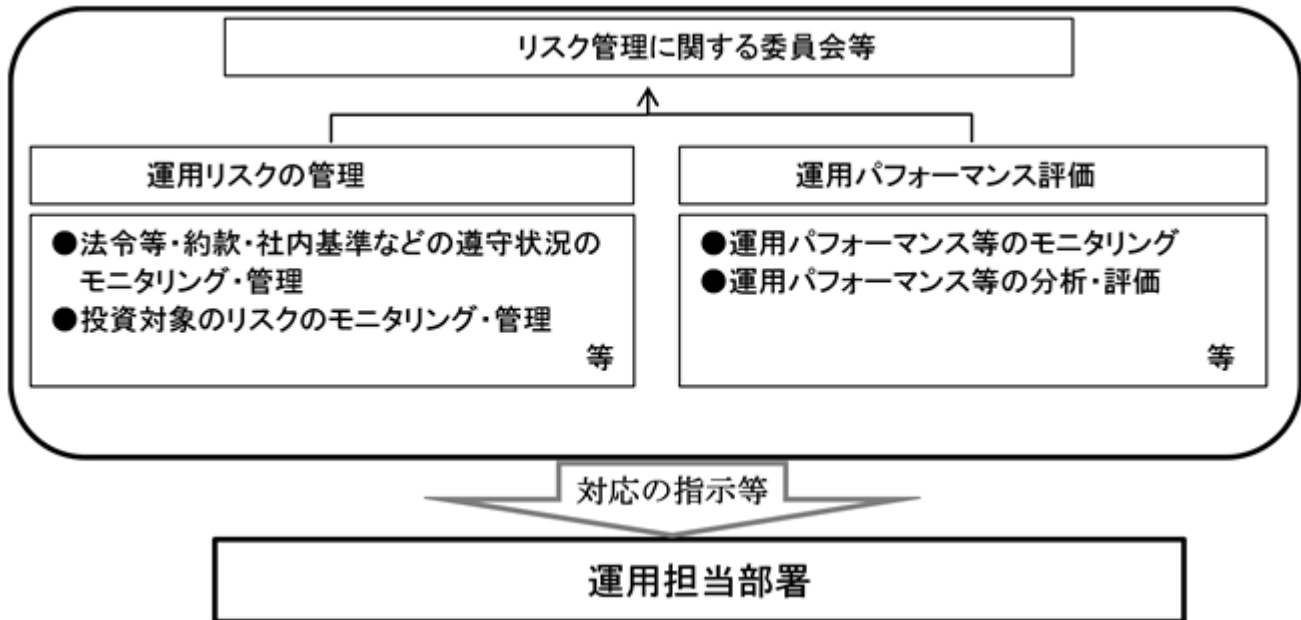 リスク管理に関する委員会等
運用リスクの管理
●法令等・約款・社内基準などの遵守状況の
モニタリング・管理
●投資対象のリスクのモニタリング・管理
等
運用パフォーマンス評価
●運用パフォーマンス等のモニタリング
●運用パフォーマンス等の分析・評価
等
対応の指示等
運用担当部署